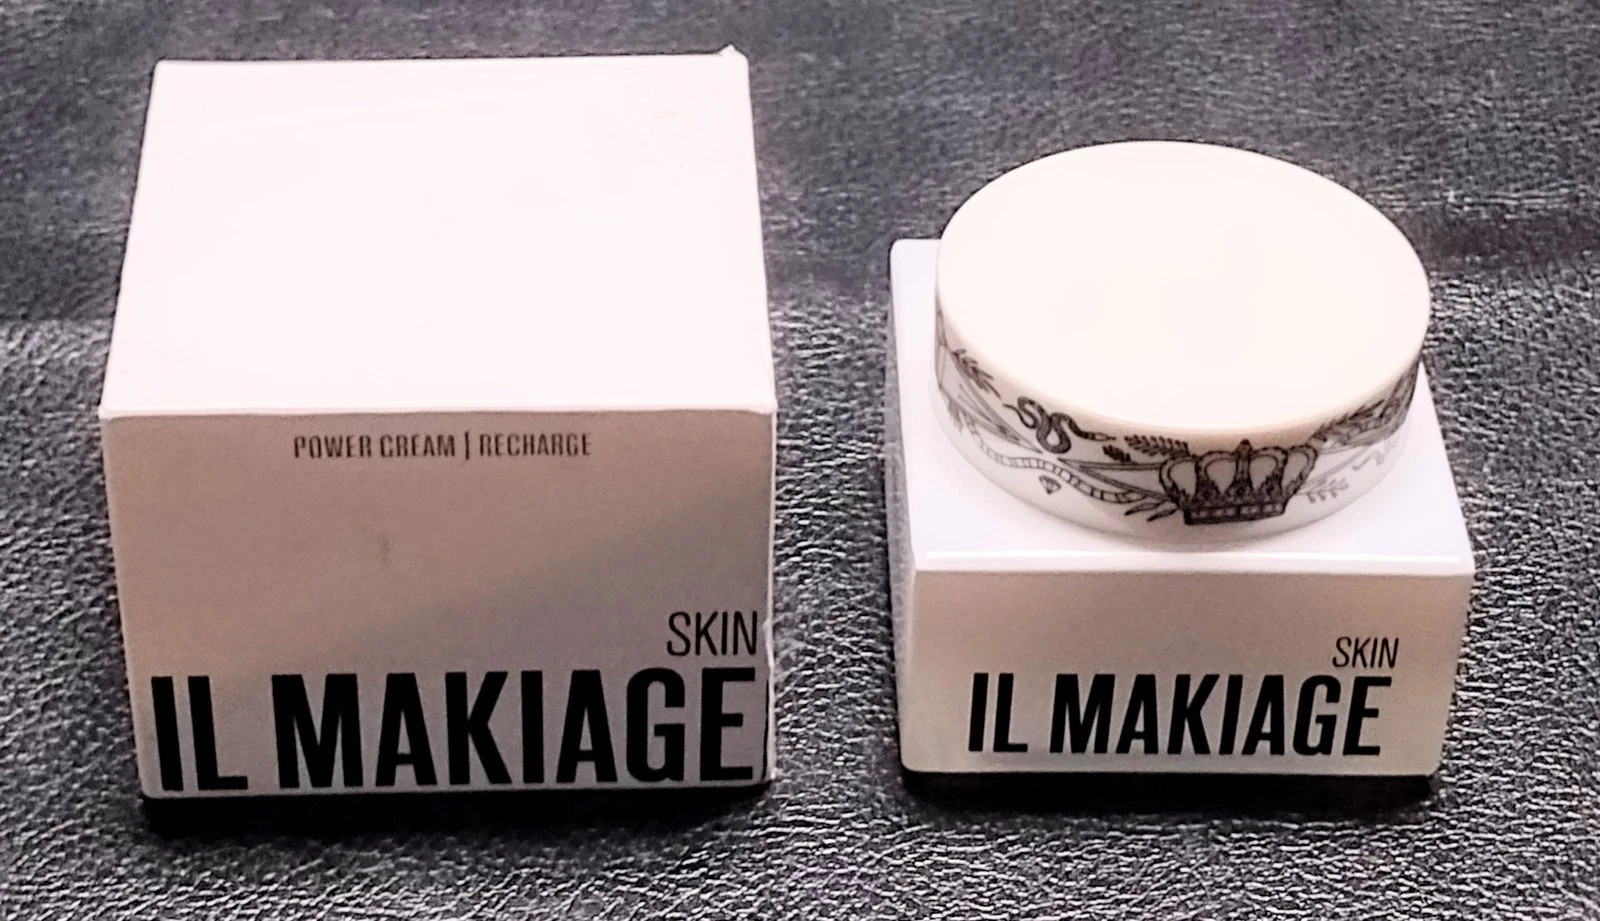 POWER CREAM | RECHARGE
SKIN
IL MAKIAGE
SKIN
IL MAKIAGE